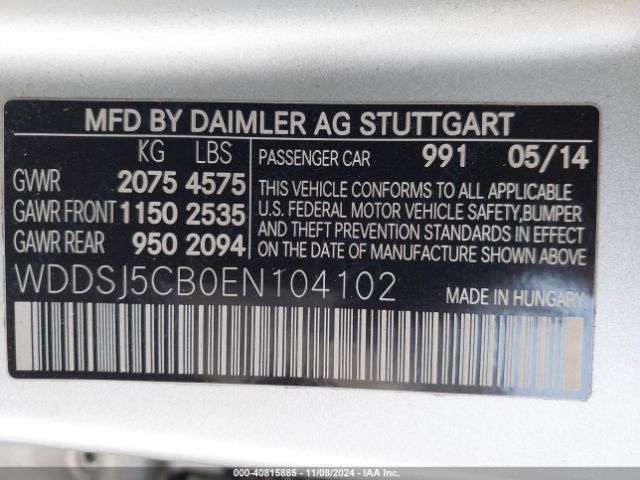 MFD BY DAIMLER AG STUTTGART
KG LBS PASSENGER CAR 991 05/14
GVWR 2075 4575
GAWR FRONT 1150 2535
GAWR REAR 950 2094
THIS VEHICLE CONFORMS TO ALL APPLICABLE
U.S. FEDERAL MOTOR VEHICLE SAFETY,BUMPER
AND THEFT PREVENTION STANDARDS IN EFFECT
ON THE DATE OF MANUFACTURE SHOWN ABOVE
WDDSJ5CB0EN104102
MADE IN HUNGARY
000 - 40815885 - 11/08/2024 - IAA Inc.